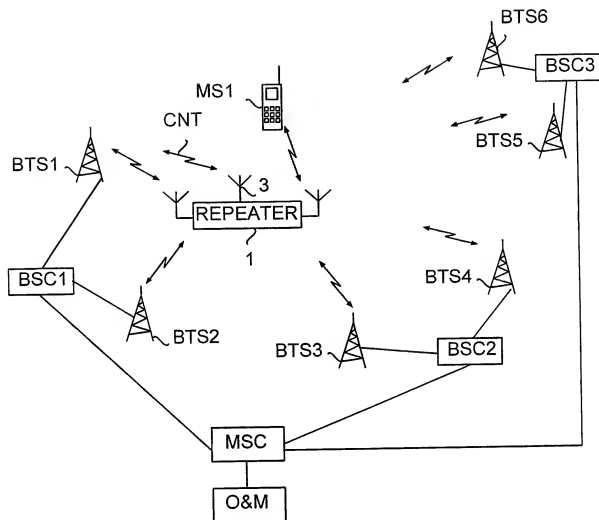 BTS6
BSC3
MS1
CNT
BTS5
BTS1
3
REPEATER
1
BTS4
BSC1
BTS2
BTS3
BSC2
MSC
O&M